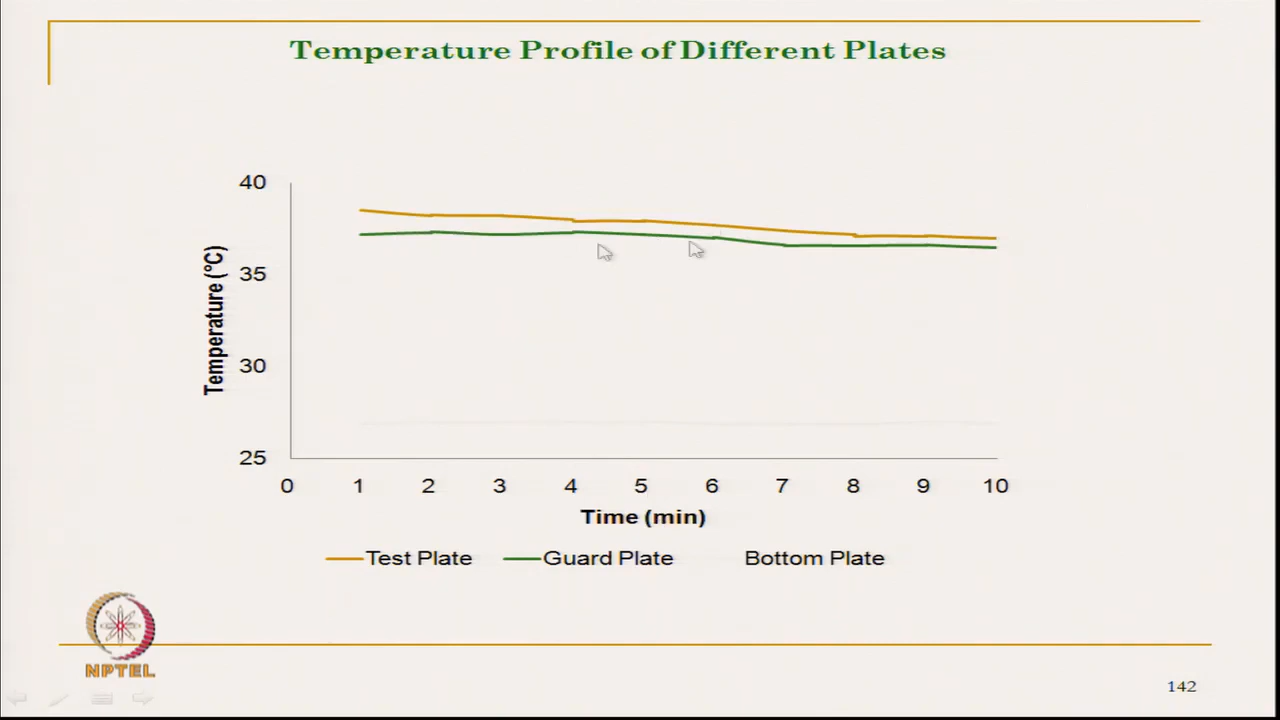 Temperature Profile of Different Plates
40
35
30
25
Temperature (°C)
0 1 2 3 4 5 6 7 8 9 10
Time (min)
Test Plate Guard Plate Bottom Plate
NPTEL
142